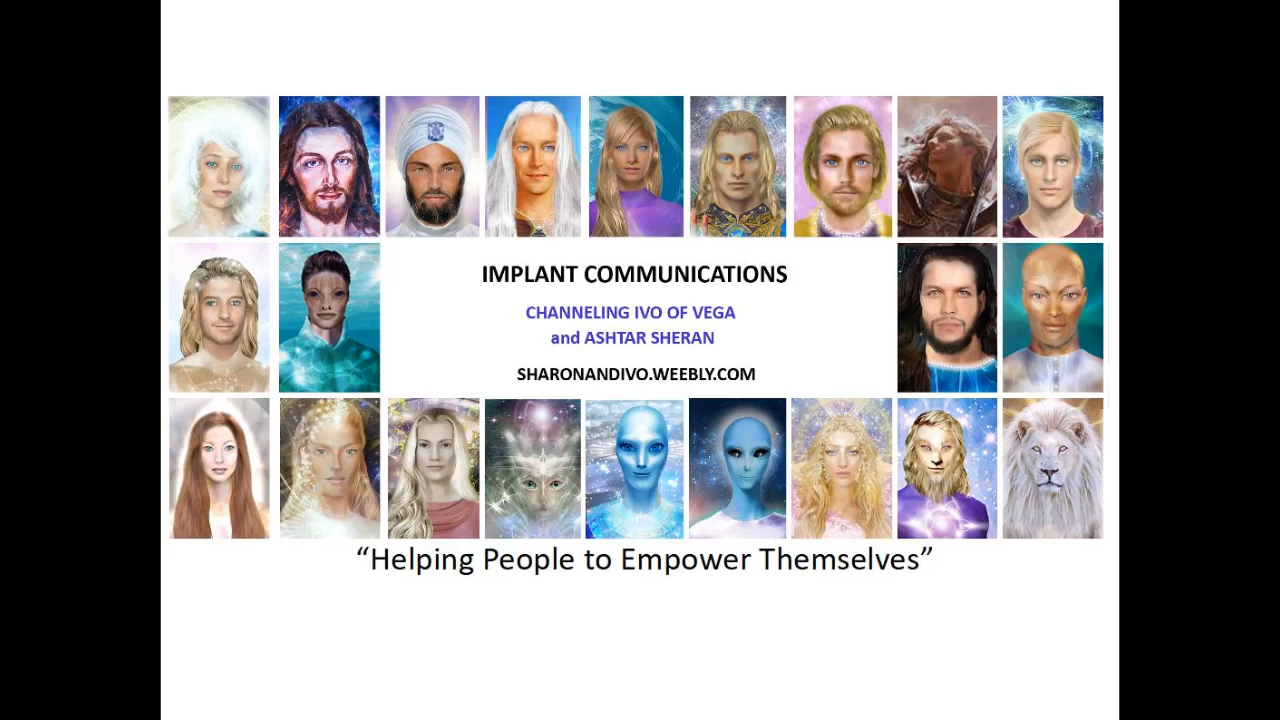 IMPLANT COMMUNICATIONS
CHANNELING IVO OF VEGA
and ASHTAR SHERAN
SHARONANDIVO.WEEBLY.COM
“Helping People to Empower Themselves”